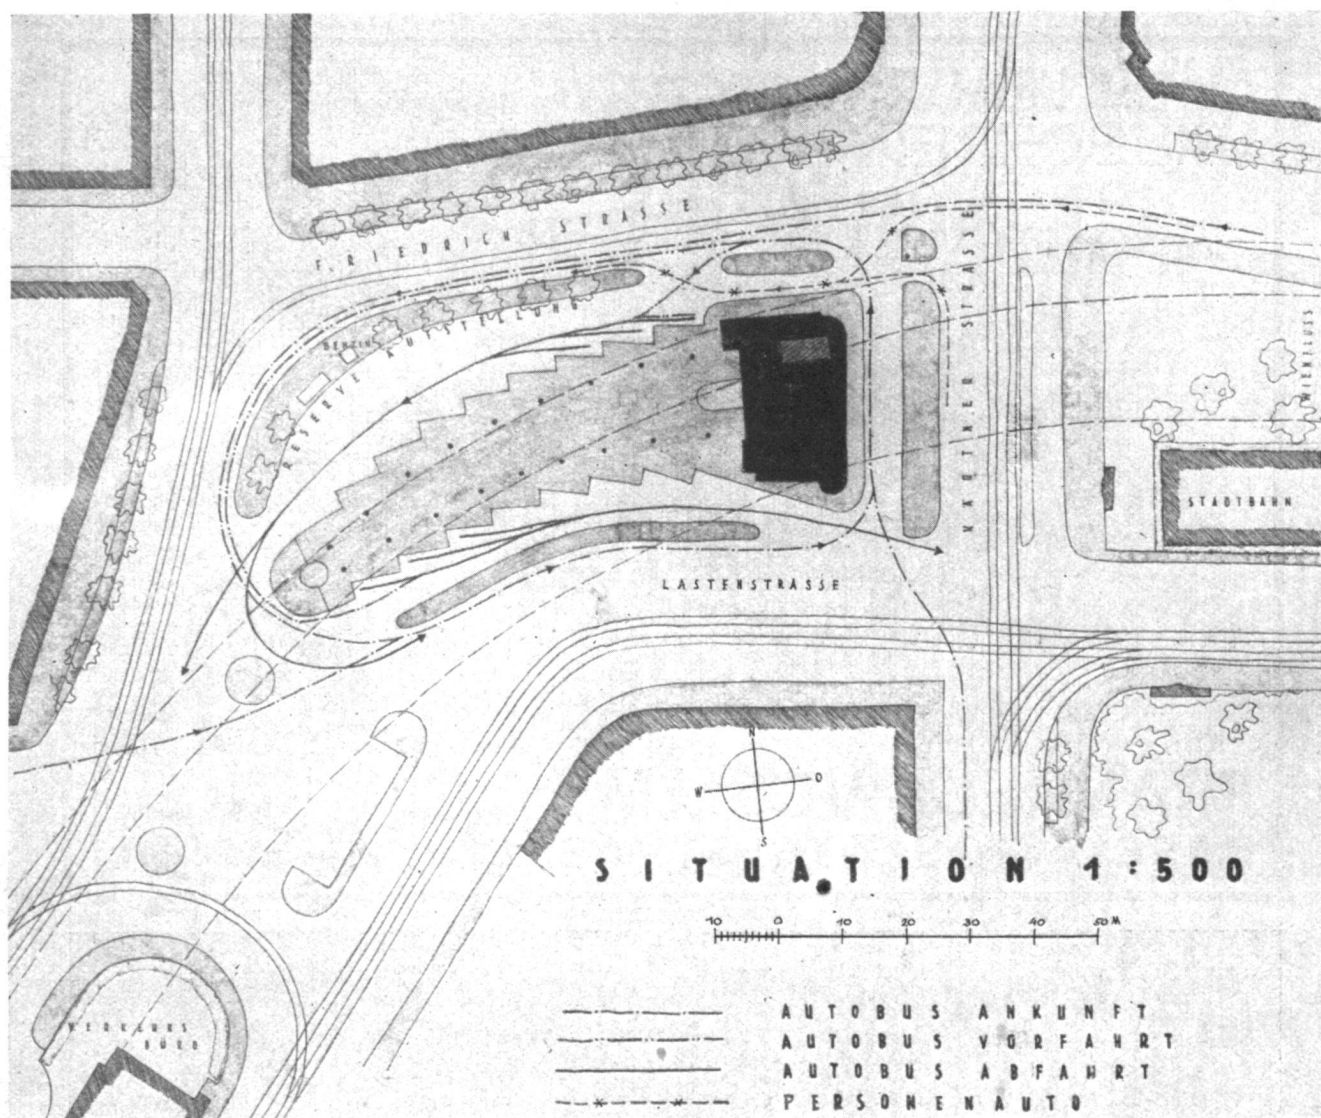 F. RIEDRICH STRASSE
BENZIN
RESERVE AUFSTELLUNG
KAERTNER STRASSE
WIENFLUSS
STADTBAHN
LASTENSTRASSE
N
W O
S
SITUATION 1:500
10 0 10 20 30 40 50 M
VERKEHRS
BÜRO
AUTOBUS ANKUNFT
AUTOBUS VORFAHRT
AUTOBUS ABFAHRT
PERSONENAUTO